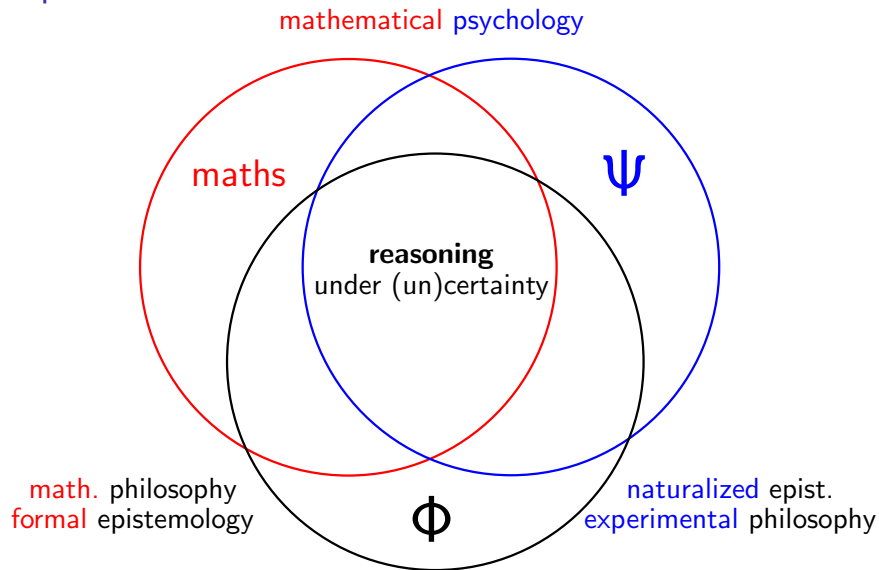 mathematical psychology
maths
Ψ
reasoning
under (un)certainty
math. philosophy
formal epistemology
Φ
naturalized epist.
experimental philosophy